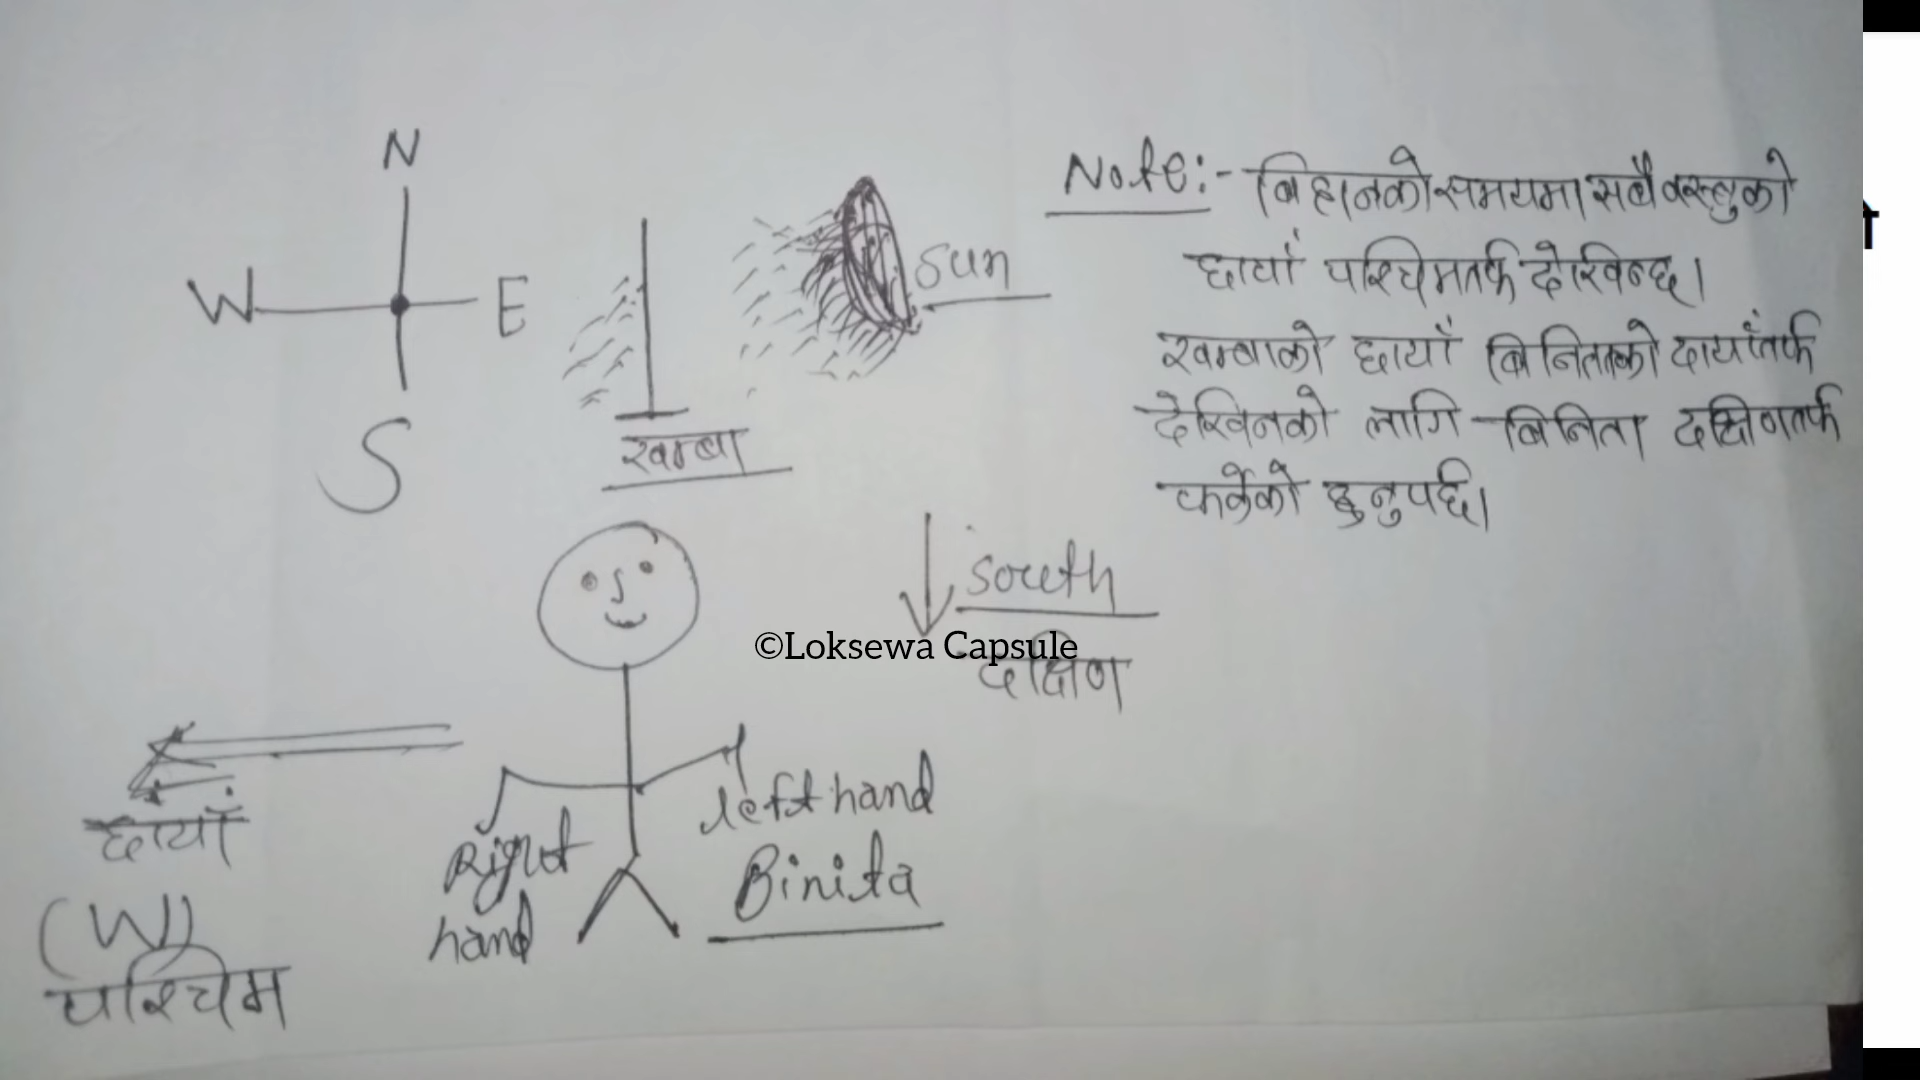 N
W
E
S
खम्बा
sun
Note:- बिहानको समयमा सबै वस्तुको
छायाँ पश्चिमतर्फ देखिन्छ।
खम्बाको छायाँ बिनिताको दायाँतर्फ
देखिनको लागि बिनिता दक्षिणतर्फ
फर्केको हुनुपर्छ।
south
©Loksewa Capsule
दक्षिण
छायाँ
(W)
पश्चिम
Right
hand
left hand
Binita